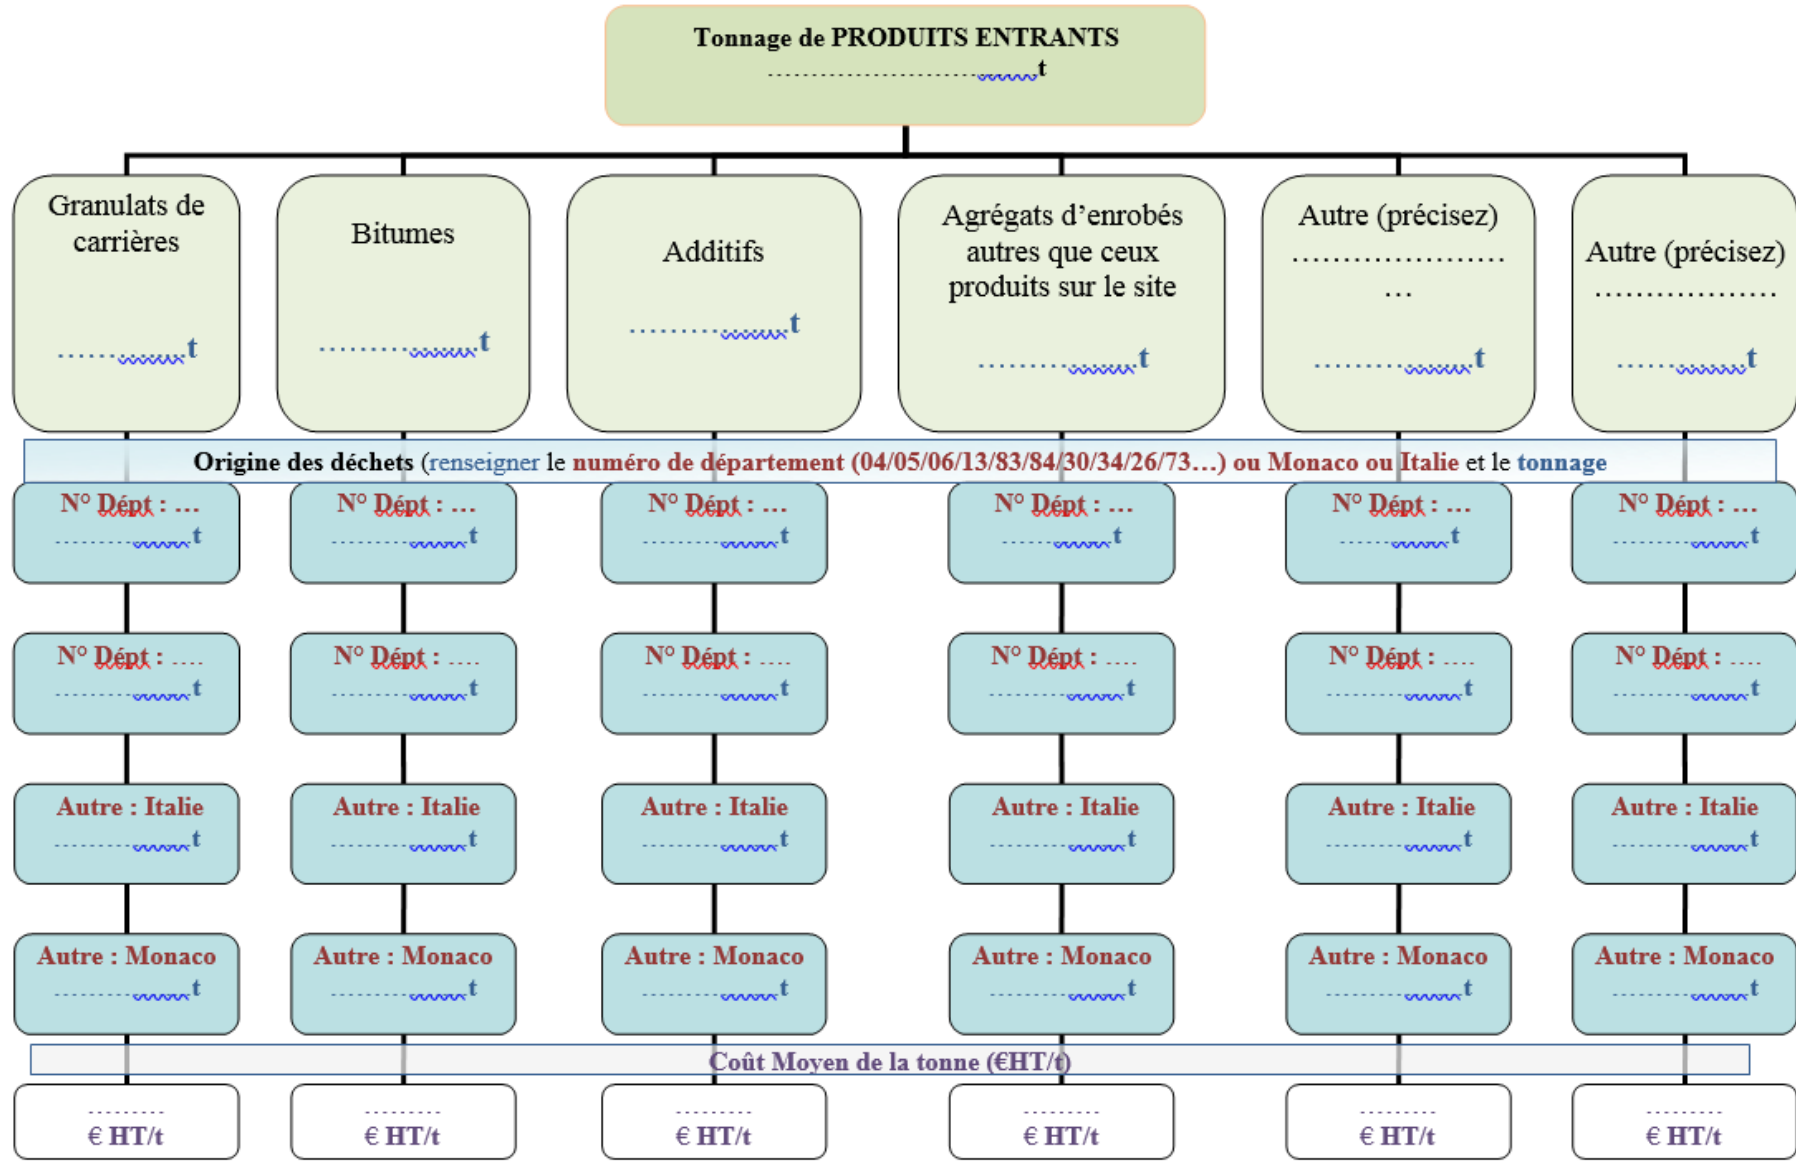 Tonnage de PRODUITS ENTRANTS
..............................t
Granulats de
carrières
....................t
Bitumes
....................t
Additifs
....................t
Agrégats d’enrobés
autres que ceux
produits sur le site
....................t
Autre (précisez)
.....................
...
....................t
Autre (précisez)
..................
................t
Origine des déchets (renseigner le numéro de département (04/05/06/13/83/84/30/34/26/73…) ou Monaco ou Italie et le tonnage
N° Dépt : …
....................t
N° Dépt : …
....................t
N° Dépt : …
....................t
N° Dépt : …
................t
N° Dépt : …
................t
N° Dépt : …
....................t
N° Dépt : ....
....................t
N° Dépt : ....
....................t
N° Dépt : ....
....................t
N° Dépt : ....
....................t
N° Dépt : ....
....................t
N° Dépt : ....
....................t
Autre : Italie
....................t
Autre : Italie
....................t
Autre : Italie
....................t
Autre : Italie
....................t
Autre : Italie
....................t
Autre : Italie
....................t
Autre : Monaco
....................t
Autre : Monaco
....................t
Autre : Monaco
....................t
Autre : Monaco
....................t
Autre : Monaco
....................t
Autre : Monaco
....................t
Coût Moyen de la tonne (€HT/t)
.........
€ HT/t
.........
€ HT/t
.........
€ HT/t
.........
€ HT/t
.........
€ HT/t
.........
€ HT/t